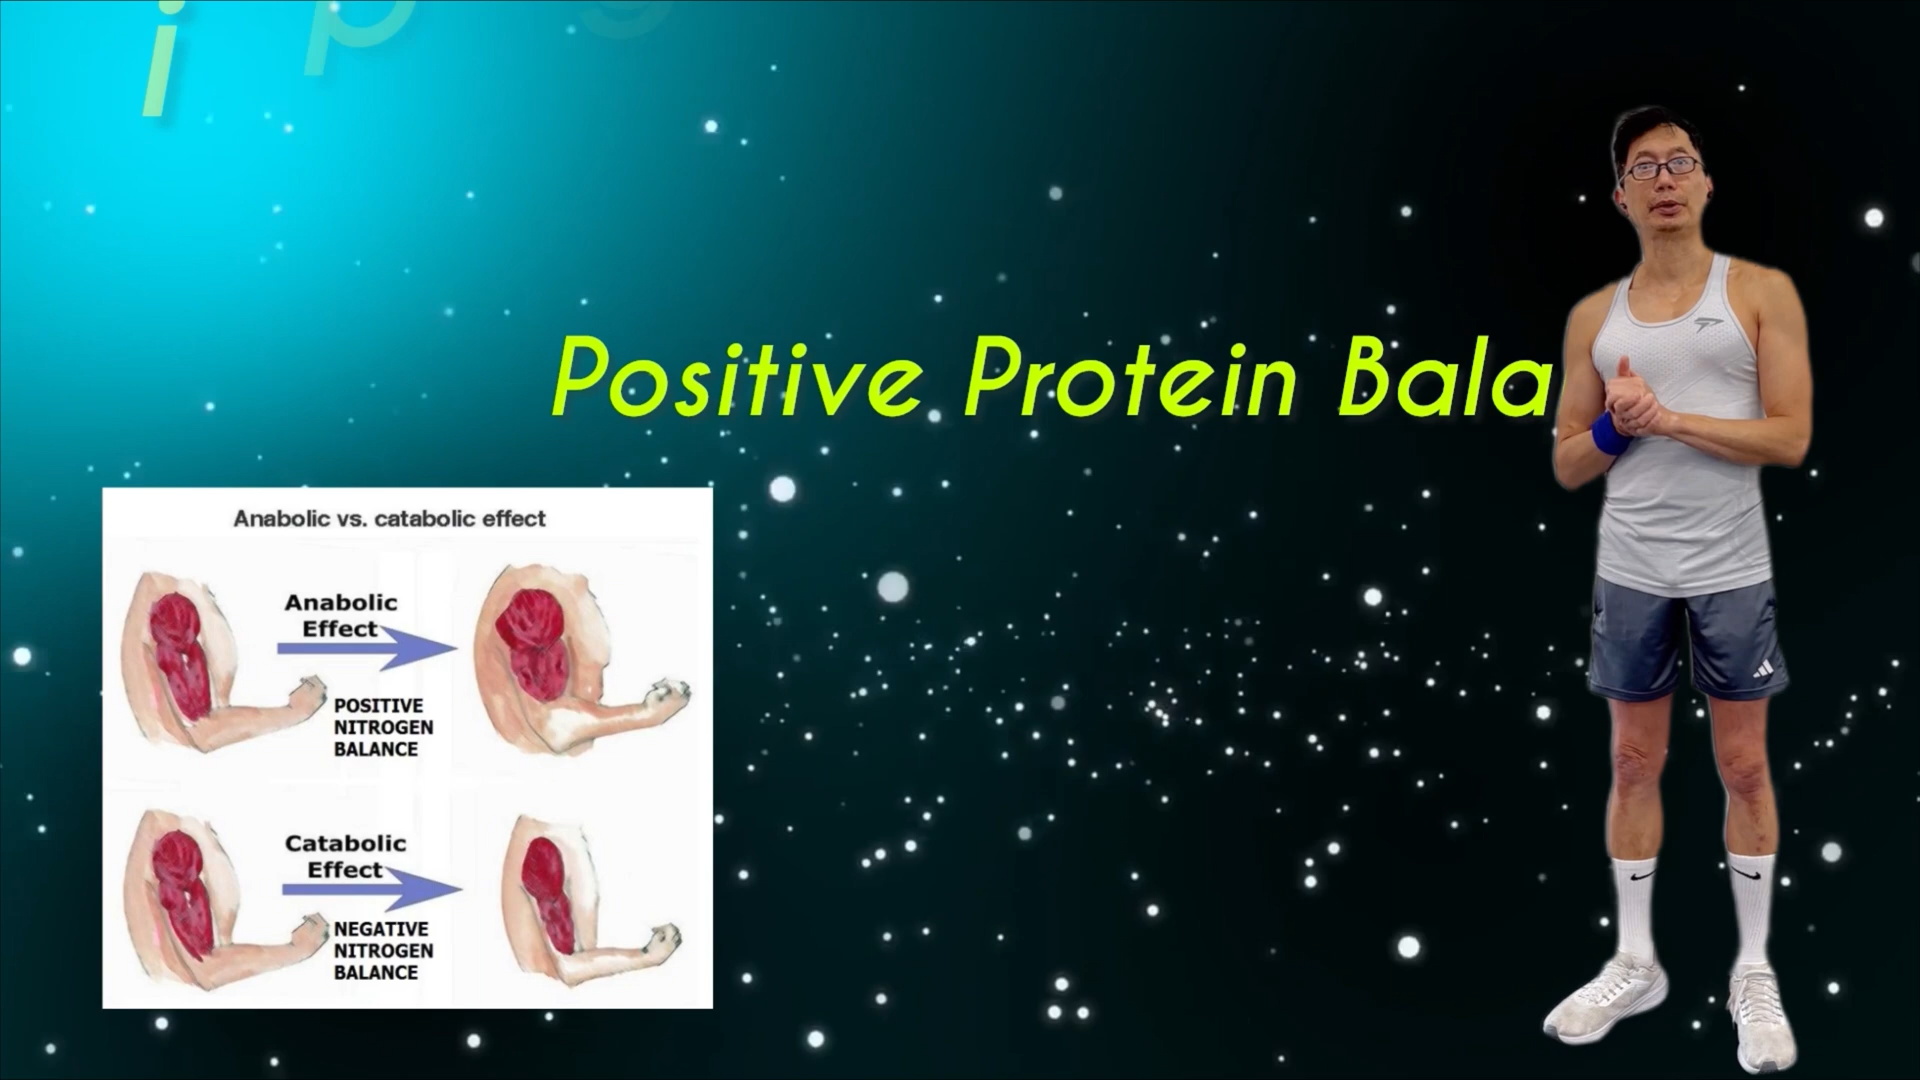 Positive Protein Bala
Anabolic vs. catabolic effect
Anabolic
Effect
POSITIVE
NITROGEN
BALANCE
Catabolic
Effect
NEGATIVE
NITROGEN
BALANCE